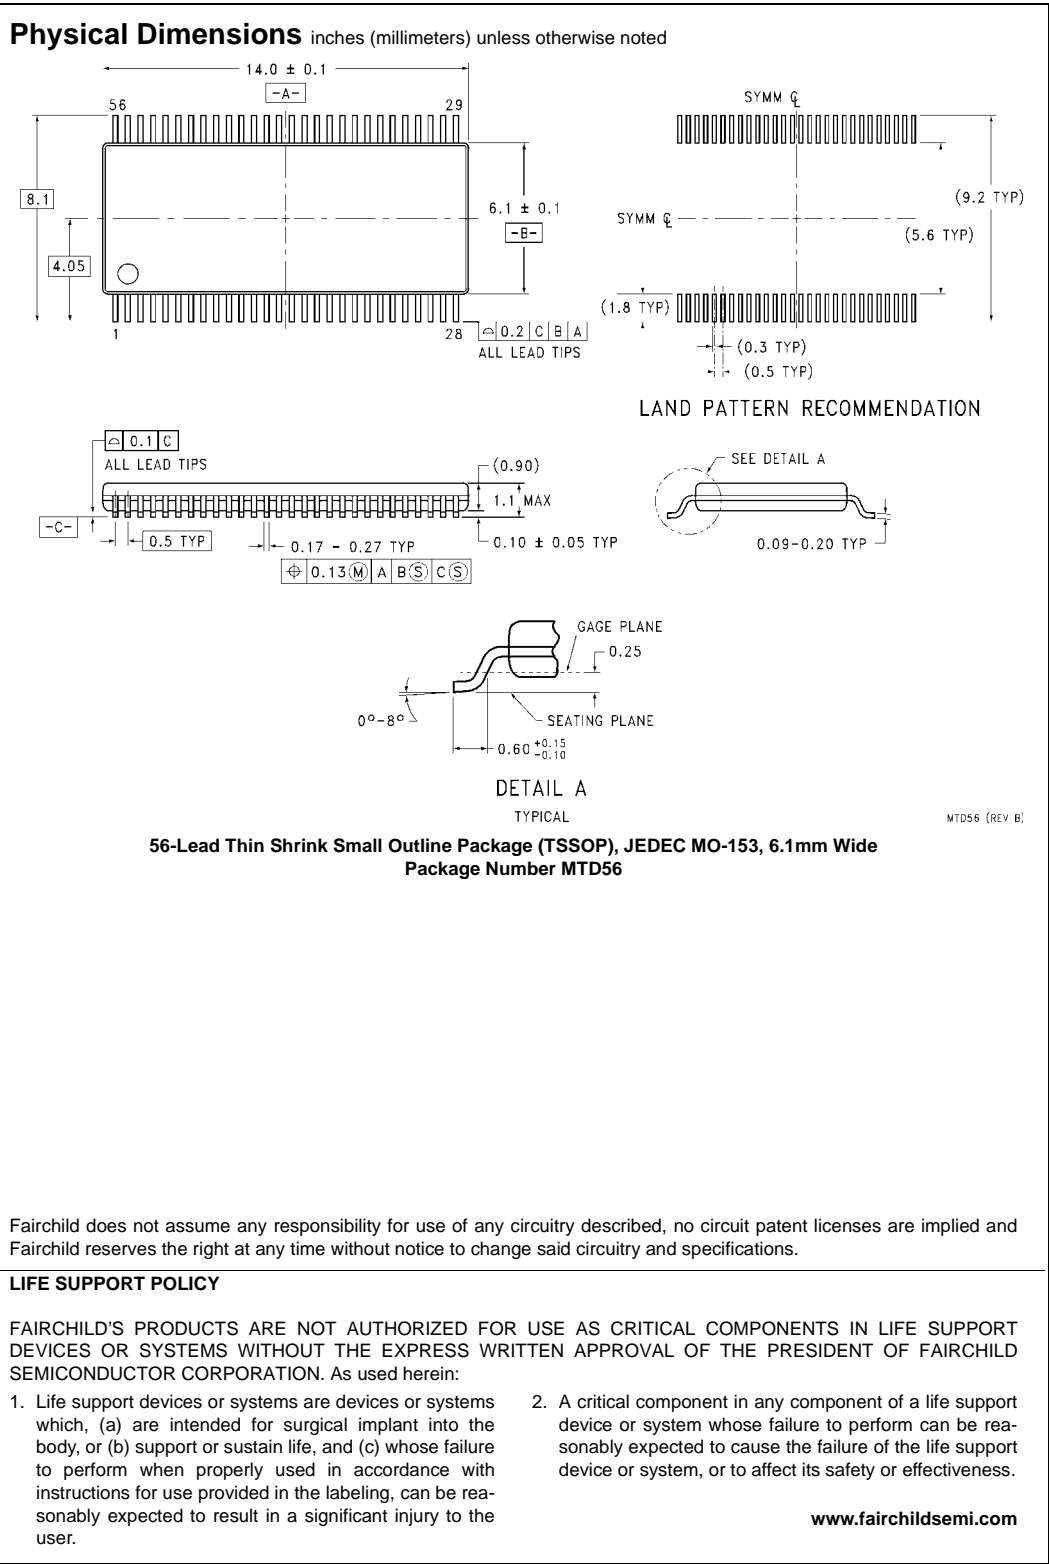 Physical Dimensions inches (millimeters) unless otherwise noted
14.0 ± 0.1
-A-
56
29
8.1
4.05
6.1 ± 0.1
-B-
1
28
⌓ 0.2 C B A
ALL LEAD TIPS
SYMM ℄
SYMM ℄
(9.2 TYP)
(5.6 TYP)
(1.8 TYP)
(0.3 TYP)
(0.5 TYP)
LAND PATTERN RECOMMENDATION
⌓ 0.1 C
ALL LEAD TIPS
(0.90)
1.1 MAX
-C-
0.5 TYP
0.17 - 0.27 TYP
0.10 ± 0.05 TYP
⌖ 0.13 Ⓜ A B Ⓢ C Ⓢ
SEE DETAIL A
0.09-0.20 TYP
GAGE PLANE
0.25
0°-8°
SEATING PLANE
0.60 +0.15 -0.10
DETAIL A
TYPICAL
MTD56 (REV B)
56-Lead Thin Shrink Small Outline Package (TSSOP), JEDEC MO-153, 6.1mm Wide
Package Number MTD56
Fairchild does not assume any responsibility for use of any circuitry described, no circuit patent licenses are implied and
Fairchild reserves the right at any time without notice to change said circuitry and specifications.
LIFE SUPPORT POLICY
FAIRCHILD'S PRODUCTS ARE NOT AUTHORIZED FOR USE AS CRITICAL COMPONENTS IN LIFE SUPPORT
DEVICES OR SYSTEMS WITHOUT THE EXPRESS WRITTEN APPROVAL OF THE PRESIDENT OF FAIRCHILD
SEMICONDUCTOR CORPORATION. As used herein:
1. Life support devices or systems are devices or systems
which, (a) are intended for surgical implant into the
body, or (b) support or sustain life, and (c) whose failure
to perform when properly used in accordance with
instructions for use provided in the labeling, can be rea-
sonably expected to result in a significant injury to the
user.
2. A critical component in any component of a life support
device or system whose failure to perform can be rea-
sonably expected to cause the failure of the life support
device or system, or to affect its safety or effectiveness.
www.fairchildsemi.com